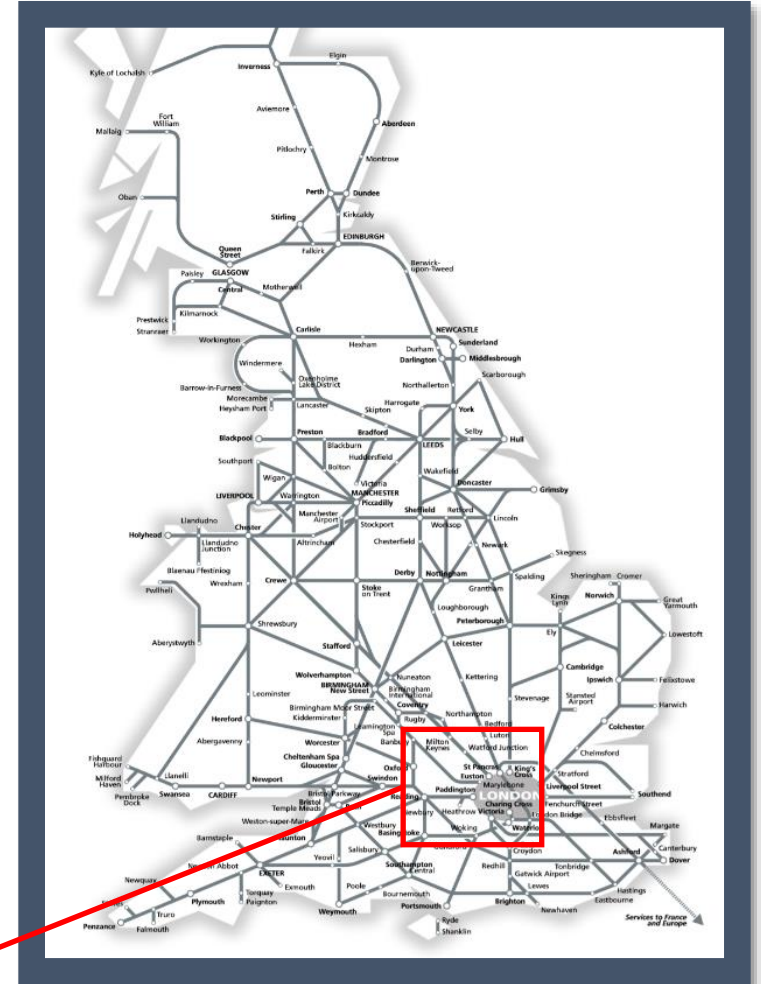 Elgin
Inverness
Kyle of Lochalsh
Aviemore
Fort
William
Mallaig
Aberdeen
Pitlochry
Montrose
Perth
Dundee
Oban
Stirling
Kirkcaldy
EDINBURGH
Queen
Street
Falkirk
Berwick-
upon-Tweed
Paisley
GLASGOW
Central
Motherwell
Prestwick
Kilmarnock
Stranraer
Carlisle
NEWCASTLE
Workington
Hexham
Durham
Sunderland
Darlington
Middlesbrough
Windermere
Scarborough
Oxenholme
Lake District
Northallerton
Barrow-in-Furness
Morecambe
Lancaster
Harrogate
Heysham Port
Skipton
York
Blackpool
Preston
Bradford
LEEDS
Selby
Hull
Blackburn
Huddersfield
Southport
Bolton
Wakefield
Wigan
Victoria
Doncaster
MANCHESTER
Grimsby
LIVERPOOL
Warrington
Piccadilly
Manchester
Airport
Sheffield
Retford
Llandudno
Stockport
Worksop
Lincoln
Holyhead
Chester
Llandudno
Junction
Altrincham
Chesterfield
Newark
Skegness
Blaenau Ffestiniog
Derby
Nottingham
Sheringham
Cromer
Pwllheli
Wrexham
Crewe
Stoke
on Trent
Grantham
Spalding
Kings
Lynn
Norwich
Great
Yarmouth
Loughborough
Shrewsbury
Peterborough
Ely
Lowestoft
Aberystwyth
Stafford
Leicester
Wolverhampton
Nuneaton
Kettering
Cambridge
BIRMINGHAM
New Street
Birmingham
International
Ipswich
Felixstowe
Leominster
Coventry
Stevenage
Stansted
Airport
Birmingham Moor Street
Rugby
Northampton
Harwich
Hereford
Kidderminster
Leamington
Spa
Bedford
Colchester
Worcester
Banbury
Milton
Keynes
Luton
Abergavenny
Watford Junction
Chelmsford
Cheltenham Spa
Fishguard
Harbour
Gloucester
Oxford
St Pancras
King's
Cross
Euston
Stratford
Llanelli
Newport
Swindon
Marylebone
Milford
Haven
Paddington
Liverpool Street
Pembroke
Dock
Swansea
CARDIFF
Bristol Parkway
Reading
LONDON
Southend
Bristol
Temple Meads
Charing Cross
Fenchurch Street
Newbury
Heathrow
Victoria
London Bridge
Ebbsfleet
Weston-super-Mare
Westbury
Basingstoke
Woking
Waterloo
Margate
Barnstaple
Taunton
Salisbury
Croydon
Canterbury
Newton Abbot
Yeovil
Southampton
Central
Redhill
Tonbridge
Ashford
Dover
EXETER
Gatwick Airport
Newquay
Exmouth
Poole
Lewes
Hastings
Torquay
Paignton
Bournemouth
Eastbourne
Plymouth
Weymouth
Portsmouth
Brighton
Newhaven
Truro
Penzance
Falmouth
Ryde
Shanklin
Services to France
and Europe